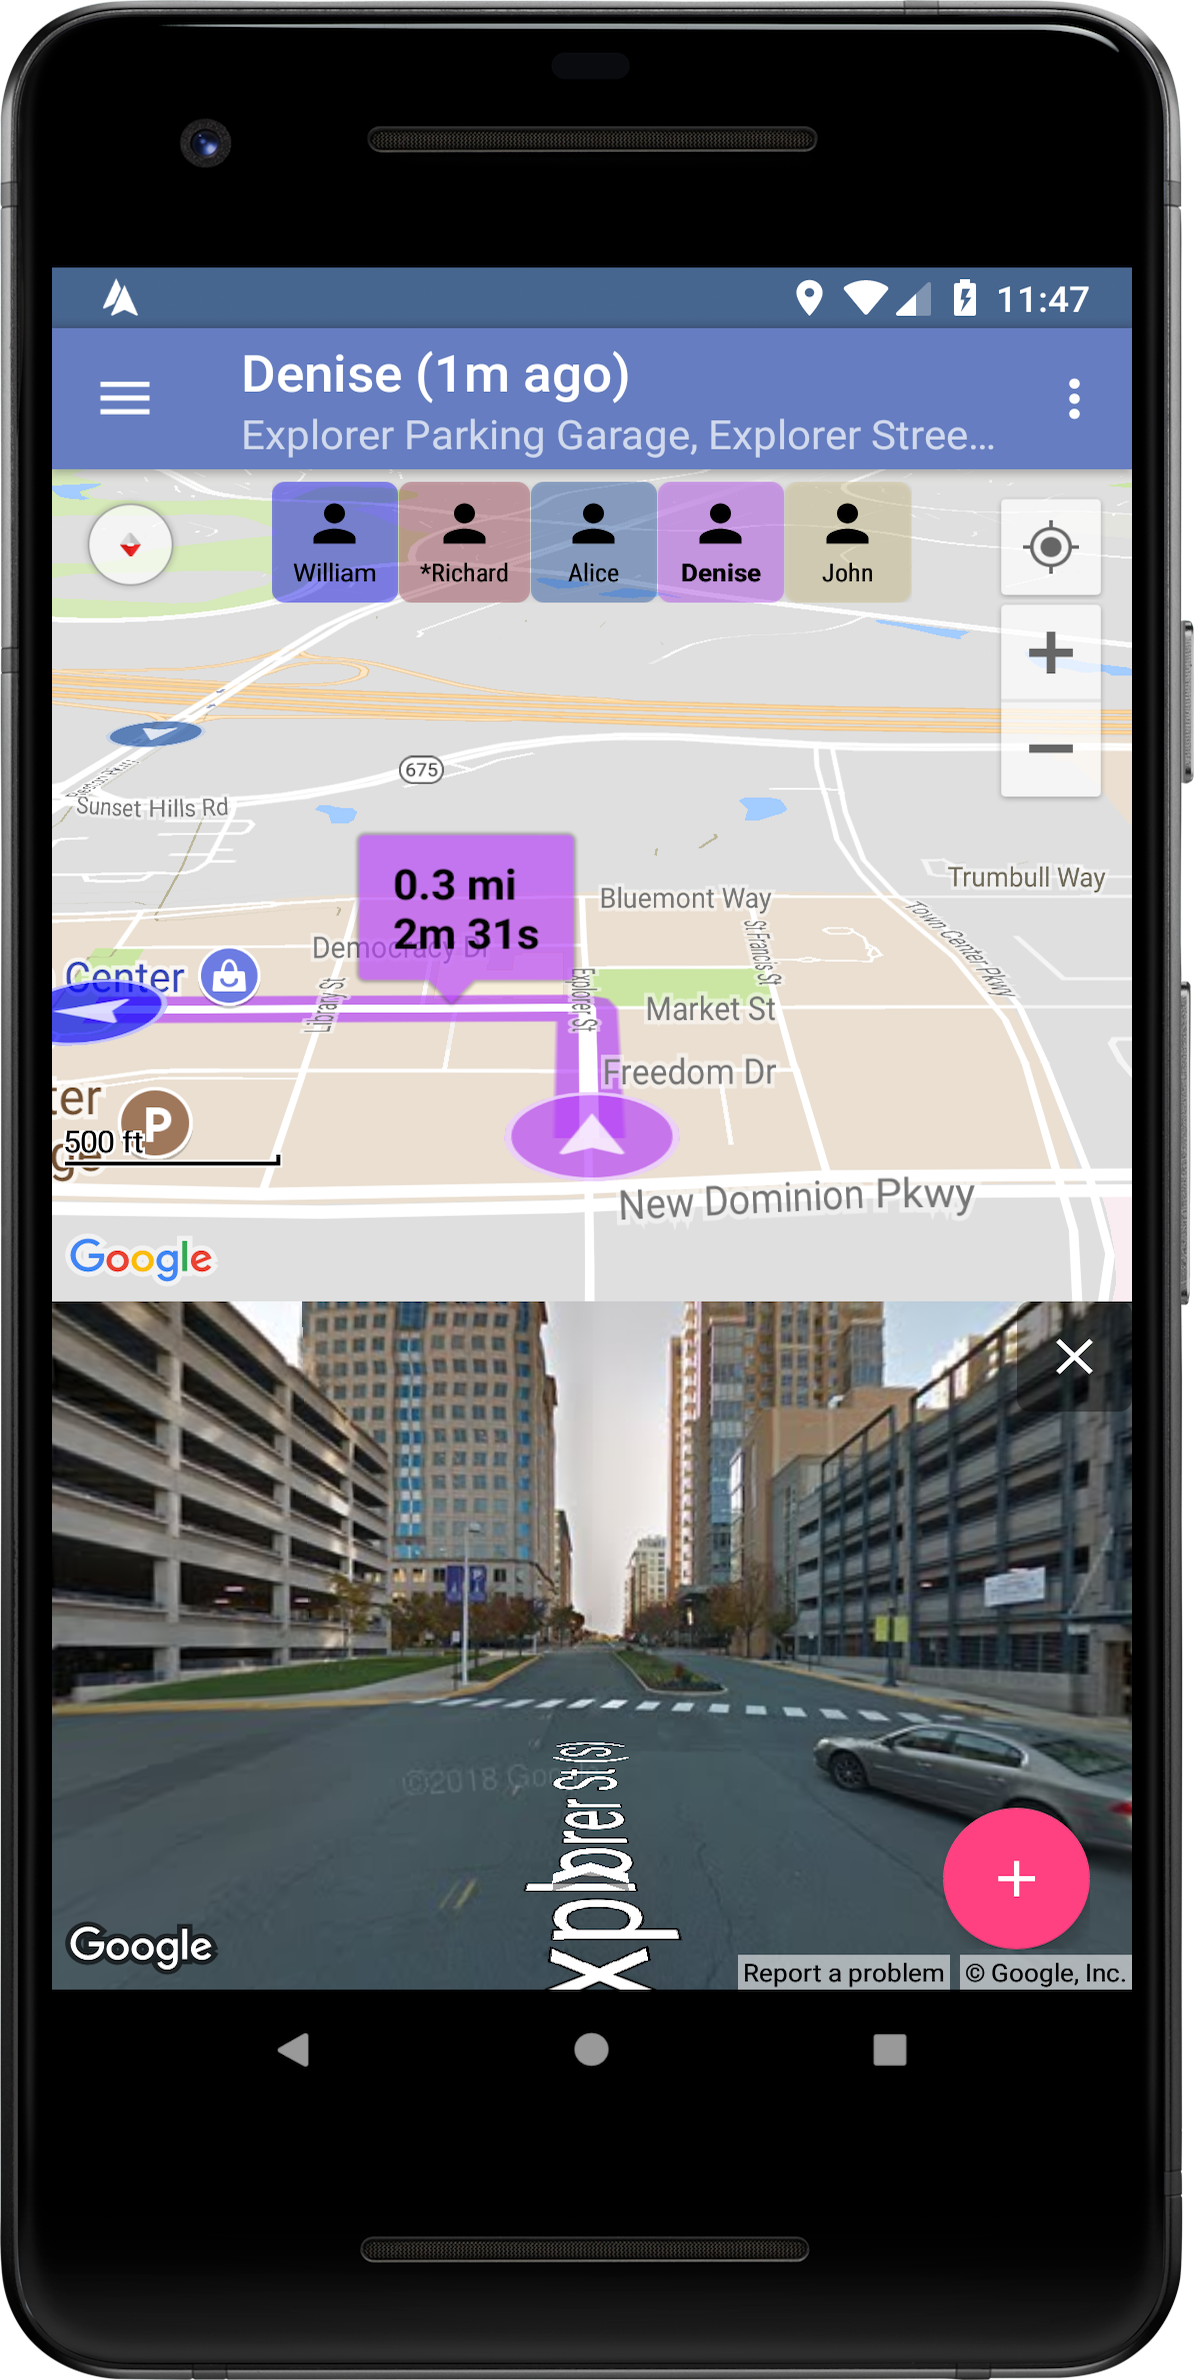 11:47
Denise (1m ago)
Explorer Parking Garage, Explorer Stree...
William
*Richard
Alice
Denise
John
675
Sunset Hills Rd
0.3 mi
2m 31s
Bluemont Way
Trumbull Way
Town Center Pkwy
St Francis St
Democracy Dr
Center
Library St
Explorer St
Market St
Freedom Dr
ter
P
500 ft
ge
New Dominion Pkwy
Google
©2018 Google
xplorer St (S)
Google
Report a problem
© Google, Inc.